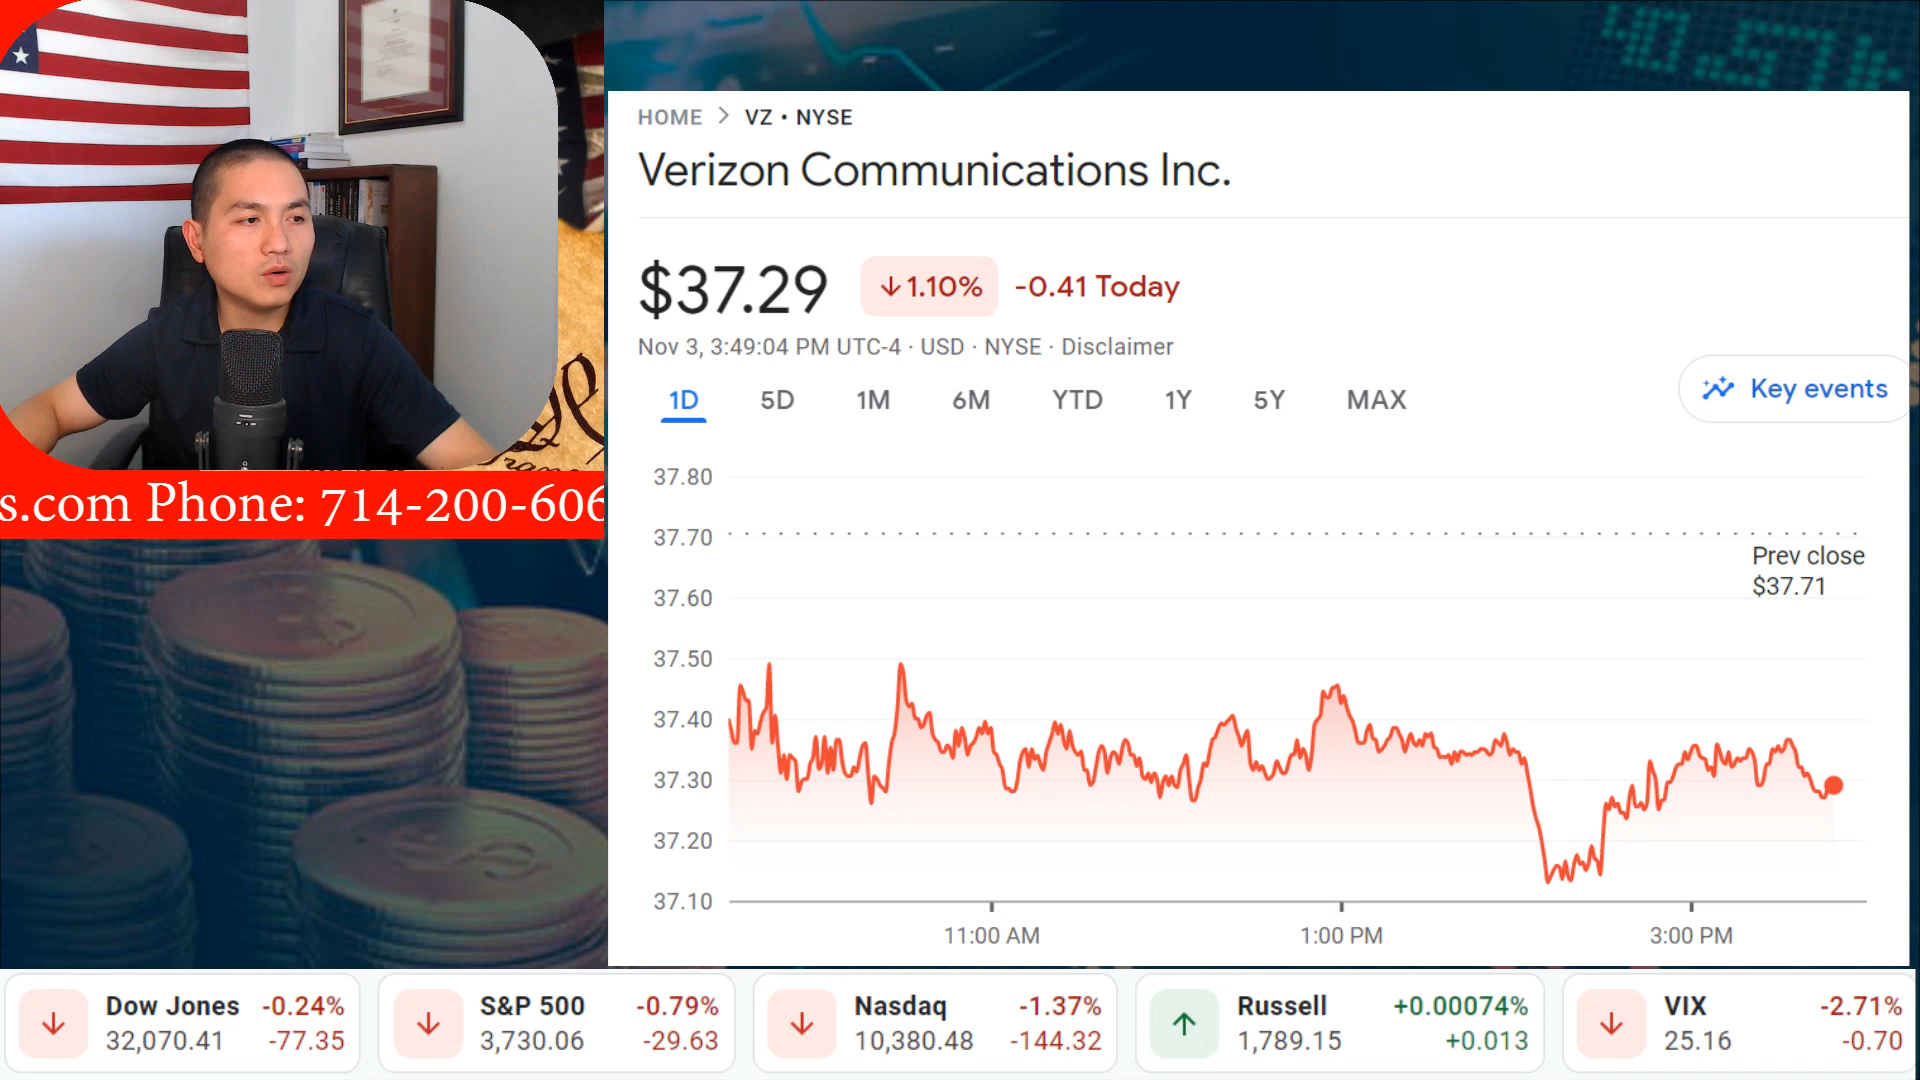 s.com Phone: 714-200-606
HOME > VZ • NYSE
Verizon Communications Inc.
$37.29 ↓1.10% -0.41 Today
Nov 3, 3:49:04 PM UTC-4 · USD · NYSE · Disclaimer
Key events
1D 5D 1M 6M YTD 1Y 5Y MAX
37.80
37.70
Prev close
$37.71
37.60
37.50
37.40
37.30
37.20
37.10
11:00 AM 1:00 PM 3:00 PM
Dow Jones -0.24%
32,070.41 -77.35
S&P 500 -0.79%
3,730.06 -29.63
Nasdaq -1.37%
10,380.48 -144.32
Russell +0.00074%
1,789.15 +0.013
VIX -2.71%
25.16 -0.70